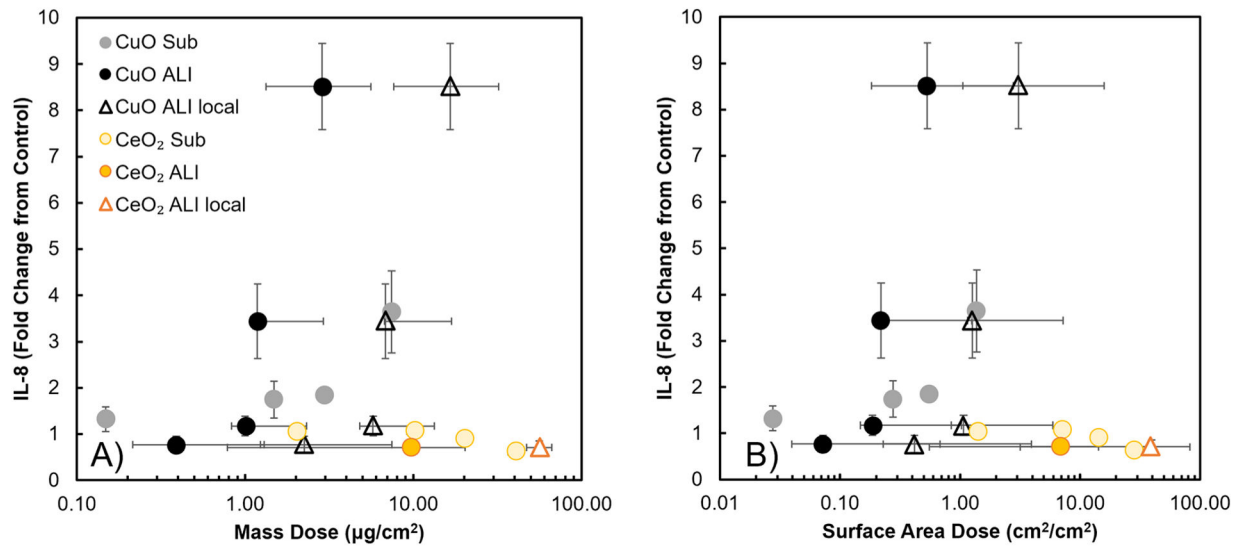 10
9
8
7
6
5
4
3
2
1
0
IL-8 (Fold Change from Control)
CuO Sub
CuO ALI
CuO ALI local
CeO₂ Sub
CeO₂ ALI
CeO₂ ALI local
A)
0.10 1.00 10.00 100.00
Mass Dose (µg/cm²)
10
9
8
7
6
5
4
3
2
1
0
IL-8 (Fold Change from Control)
B)
0.01 0.10 1.00 10.00 100.00
Surface Area Dose (cm²/cm²)